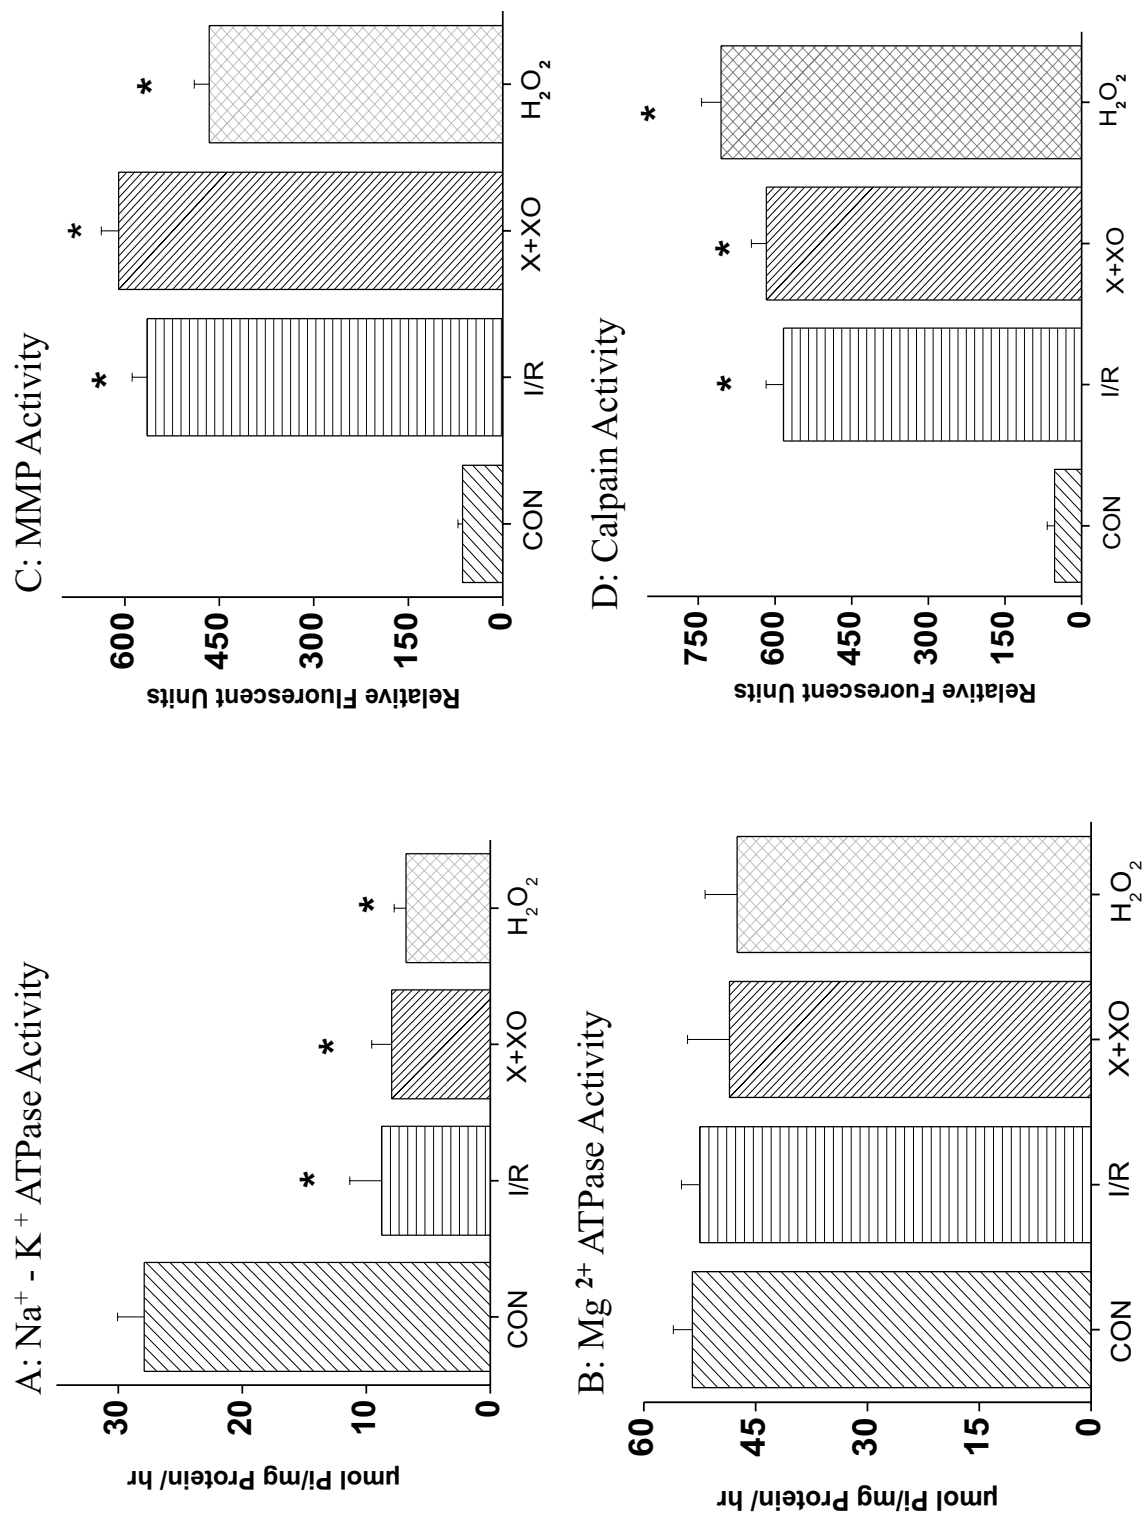 A: Na⁺ - K ⁺ ATPase Activity
µmol Pi/mg Protein/ hr
30
20
10
0
*
*
*
CON
I/R
X+XO
H₂O₂
B: Mg ²⁺ ATPase Activity
µmol Pi/mg Protein/ hr
60
45
30
15
0
CON
I/R
X+XO
H₂O₂
C: MMP Activity
Relative Fluorescent Units
600
450
300
150
0
*
*
*
CON
I/R
X+XO
H₂O₂
D: Calpain Activity
Relative Fluorescent Units
750
600
450
300
150
0
*
*
*
CON
I/R
X+XO
H₂O₂